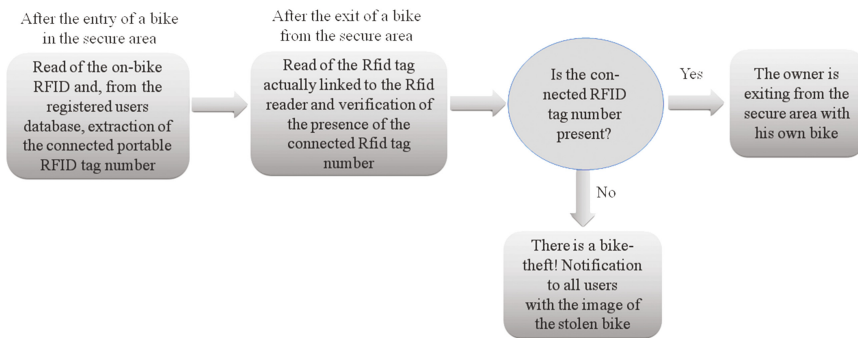 After the entry of a bike
in the secure area
Read of the on-bike
RFID and, from the
registered users
database, extraction of
the connected portable
RFID tag number
After the exit of a bike
from the secure area
Read of the Rfid tag
actually linked to the Rfid
reader and verification of
the presence of the
connected Rfid tag
number
Is the con-
nected RFID
tag number
present?
Yes
The owner is
exiting from the
secure area with
his own bike
No
There is a bike-
theft! Notification
to all users
with the image of
the stolen bike